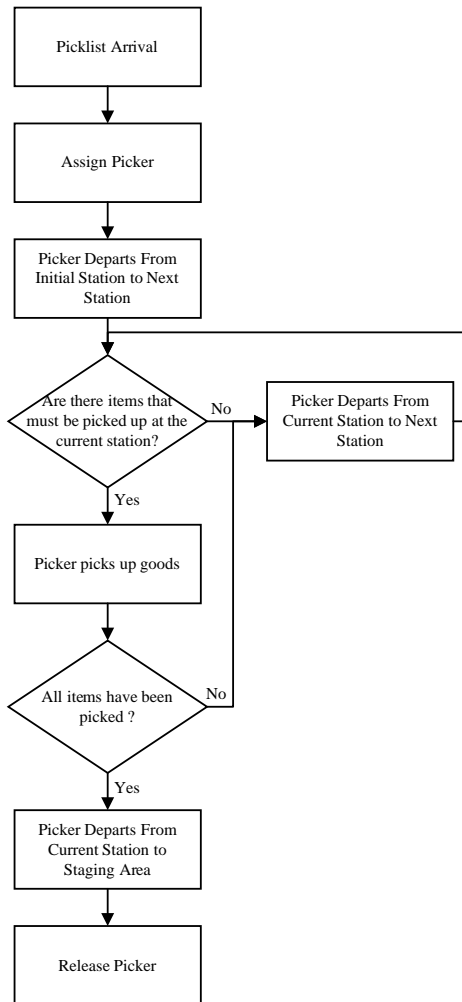 Picklist Arrival
Assign Picker
Picker Departs From
Initial Station to Next
Station
Are there items that
must be picked up at the
current station?
No
Picker Departs From
Current Station to Next
Station
Yes
Picker picks up goods
All items have been
picked ?
No
Yes
Picker Departs From
Current Station to
Staging Area
Release Picker